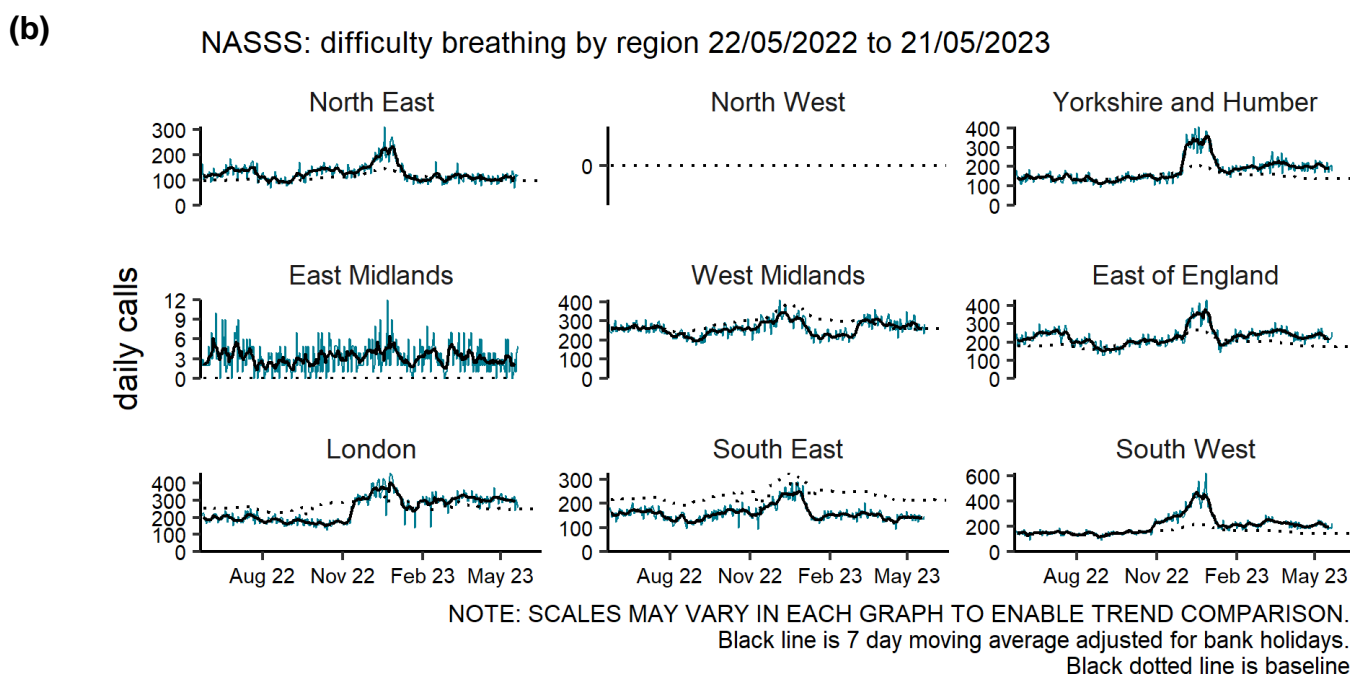 (b)
NASSS: difficulty breathing by region 22/05/2022 to 21/05/2023
North East
North West
Yorkshire and Humber
300
200
100
0
0
400
300
200
100
0
daily calls
East Midlands
West Midlands
East of England
12
9
6
3
0
400
300
200
100
0
400
300
200
100
0
London
South East
South West
400
300
200
100
0
300
200
100
0
600
400
200
0
Aug 22 Nov 22 Feb 23 May 23
Aug 22 Nov 22 Feb 23 May 23
Aug 22 Nov 22 Feb 23 May 23
NOTE: SCALES MAY VARY IN EACH GRAPH TO ENABLE TREND COMPARISON.
Black line is 7 day moving average adjusted for bank holidays.
Black dotted line is baseline